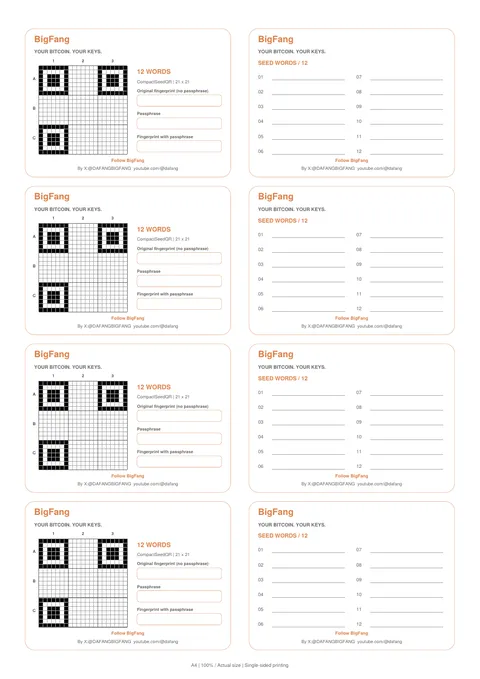 BigFang
YOUR BITCOIN. YOUR KEYS.
1 2 3
A
B
C
12 WORDS
CompactSeedQR | 21 x 21
Original fingerprint (no passphrase)
Passphrase
Fingerprint with passphrase
Follow BigFang
By X:@DAFANGBIGFANG youtube.com/@dafang
BigFang
YOUR BITCOIN. YOUR KEYS.
SEED WORDS / 12
01 07
02 08
03 09
04 10
05 11
06 12
Follow BigFang
By X:@DAFANGBIGFANG youtube.com/@dafang
BigFang
YOUR BITCOIN. YOUR KEYS.
1 2 3
A
B
C
12 WORDS
CompactSeedQR | 21 x 21
Original fingerprint (no passphrase)
Passphrase
Fingerprint with passphrase
Follow BigFang
By X:@DAFANGBIGFANG youtube.com/@dafang
BigFang
YOUR BITCOIN. YOUR KEYS.
SEED WORDS / 12
01 07
02 08
03 09
04 10
05 11
06 12
Follow BigFang
By X:@DAFANGBIGFANG youtube.com/@dafang
BigFang
YOUR BITCOIN. YOUR KEYS.
1 2 3
A
B
C
12 WORDS
CompactSeedQR | 21 x 21
Original fingerprint (no passphrase)
Passphrase
Fingerprint with passphrase
Follow BigFang
By X:@DAFANGBIGFANG youtube.com/@dafang
BigFang
YOUR BITCOIN. YOUR KEYS.
SEED WORDS / 12
01 07
02 08
03 09
04 10
05 11
06 12
Follow BigFang
By X:@DAFANGBIGFANG youtube.com/@dafang
BigFang
YOUR BITCOIN. YOUR KEYS.
1 2 3
A
B
C
12 WORDS
CompactSeedQR | 21 x 21
Original fingerprint (no passphrase)
Passphrase
Fingerprint with passphrase
Follow BigFang
By X:@DAFANGBIGFANG youtube.com/@dafang
BigFang
YOUR BITCOIN. YOUR KEYS.
SEED WORDS / 12
01 07
02 08
03 09
04 10
05 11
06 12
Follow BigFang
By X:@DAFANGBIGFANG youtube.com/@dafang
A4 | 100% / Actual size | Single-sided printing